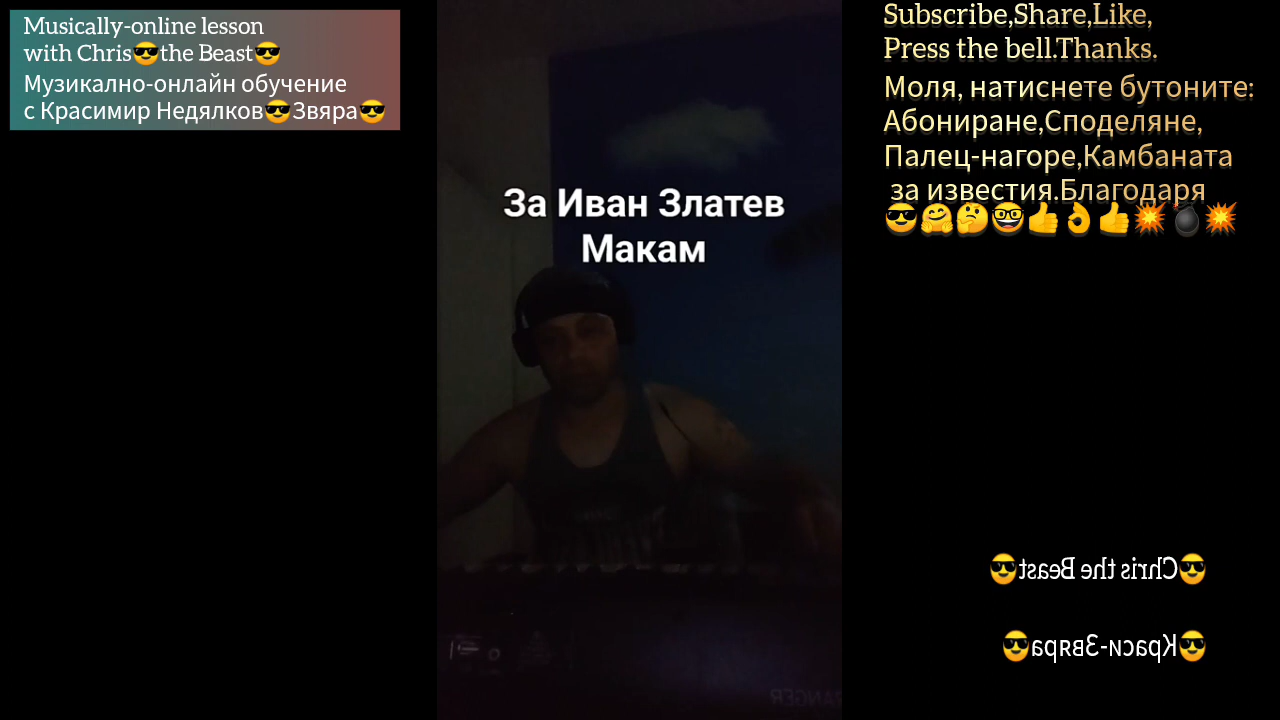 Musically-online lesson
with Chris😎the Beast😎
Музикално-онлайн обучение
с Красимир Недялков😎Звяра😎
За Иван Златев
Макам
Subscribe,Share,Like,
Press the bell.Thanks.
Моля, натиснете бутоните:
Абониране,Споделяне,
Палец-нагоре,Камбаната
за известия.Благодаря
😎🤗🤔🤓👍👌👍💥💣💥
😎Chris the Beast😎
😎Краси-Звяра😎